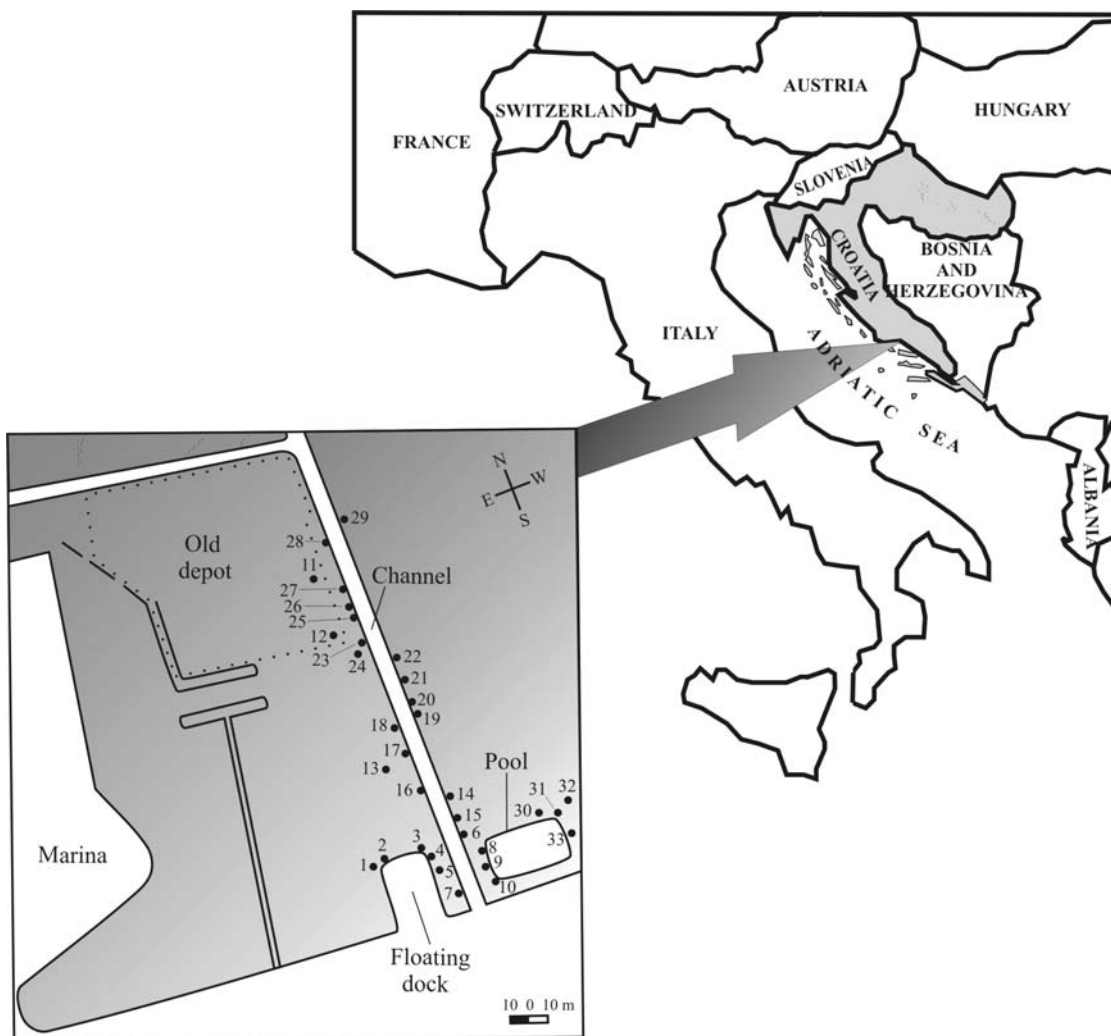 AUSTRIA
HUNGARY
SWITZERLAND
FRANCE
SLOVENIA
CROATIA
BOSNIA
AND
HERZEGOVINA
ITALY
ADRIATIC SEA
ALBANIA
N
E W
S
29
Old
depot
28
11
Channel
27
26
25
12
23
22
24
21
20
19
18
17
Pool
13
16
14
31
32
15
30
6
3
33
2
4
8
Marina
1
5
9
10
7
Floating
dock
10 0 10 m